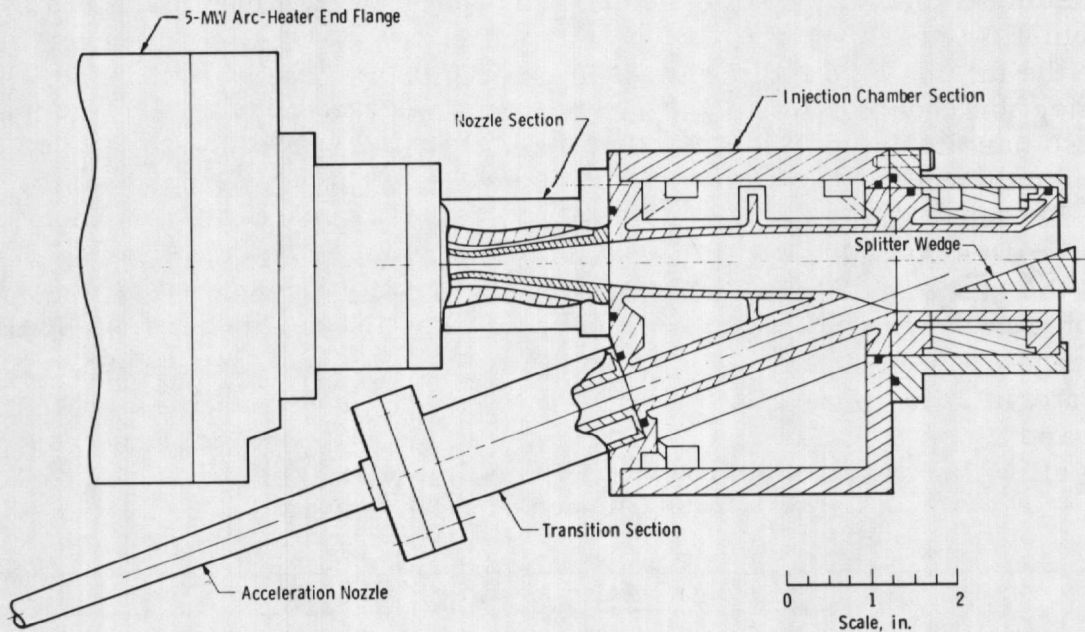 5-MW Arc-Heater End Flange
Injection Chamber Section
Nozzle Section
Splitter Wedge
Transition Section
Acceleration Nozzle
0 1 2
Scale, in.